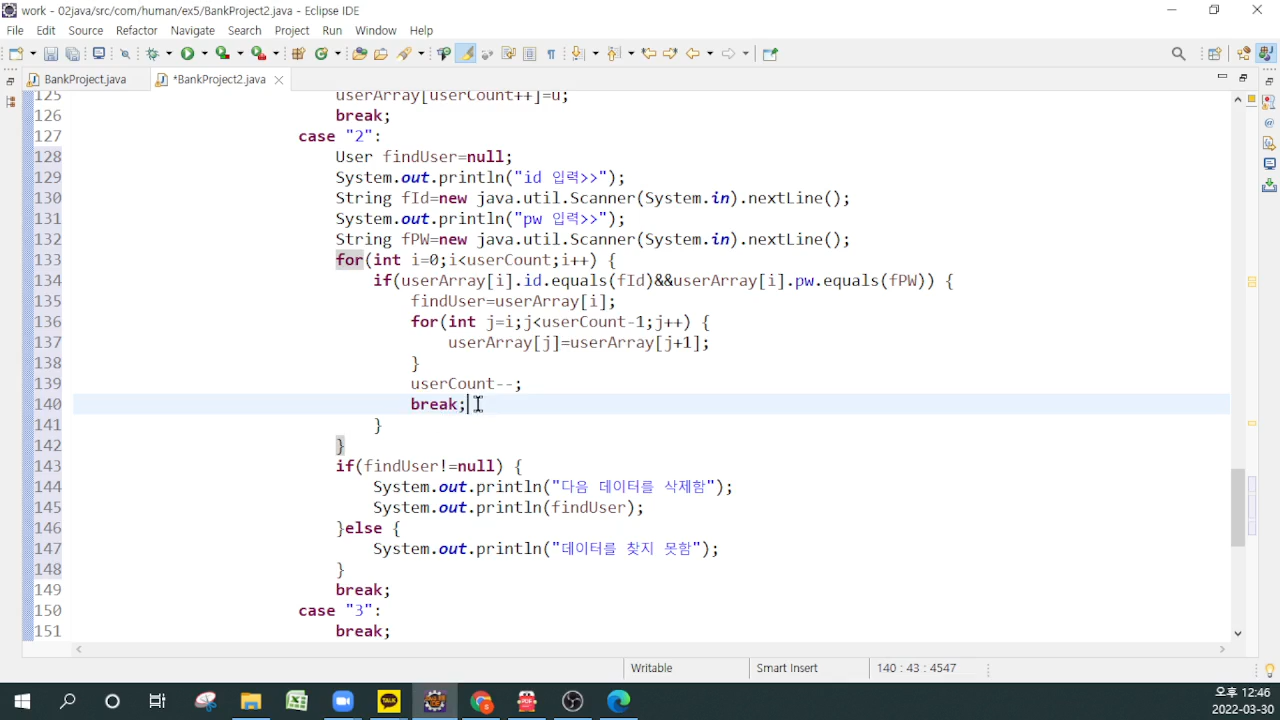 work - 02java/src/com/human/ex5/BankProject2.java - Eclipse IDE
File Edit Source Refactor Navigate Search Project Run Window Help
BankProject.java *BankProject2.java
125 userArray[userCount++]=u;
126 break;
127 case "2":
128 User findUser=null;
129 System.out.println("id 입력>>");
130 String fId=new java.util.Scanner(System.in).nextLine();
131 System.out.println("pw 입력>>");
132 String fPW=new java.util.Scanner(System.in).nextLine();
133 for(int i=0;i<userCount;i++) {
134 if(userArray[i].id.equals(fId)&&userArray[i].pw.equals(fPW)) {
135 findUser=userArray[i];
136 for(int j=i;j<userCount-1;j++) {
137 userArray[j]=userArray[j+1];
138 }
139 userCount--;
140 break;
141 }
142 }
143 if(findUser!=null) {
144 System.out.println("다음 데이터를 삭제함");
145 System.out.println(findUser);
146 }else {
147 System.out.println("데이터를 찾지 못함");
148 }
149 break;
150 case "3":
151 break;
Writable Smart Insert 140 : 43 : 4547
TALK
PDF
오후 12:46
2022-03-30